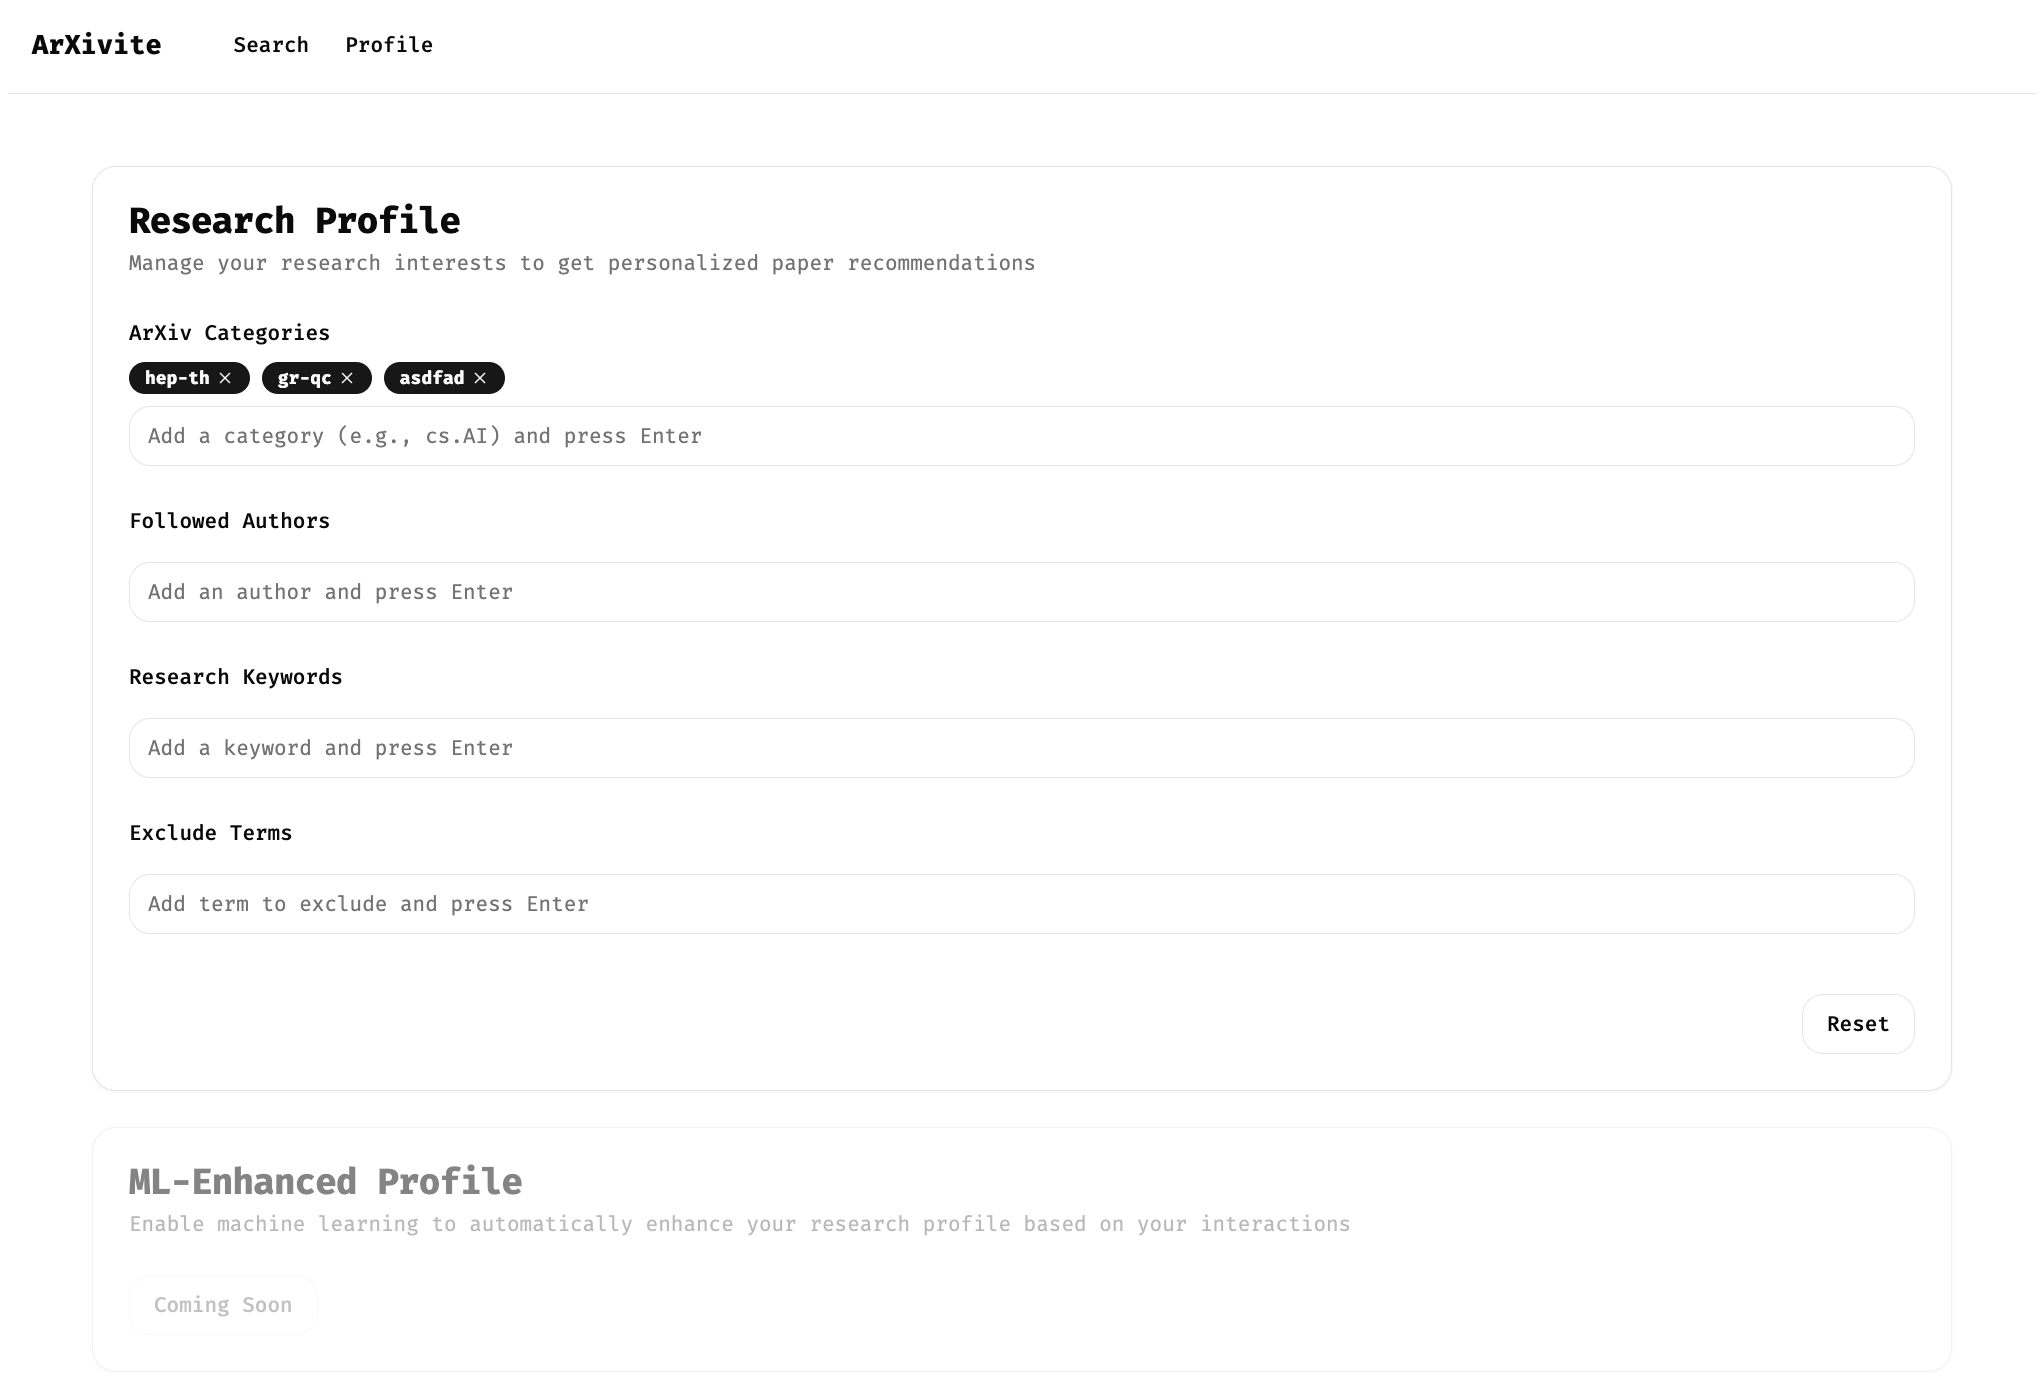 ArXivite Search Profile
Research Profile
Manage your research interests to get personalized paper recommendations
ArXiv Categories
hep-th × gr-qc × asdfad ×
Add a category (e.g., cs.AI) and press Enter
Followed Authors
Add an author and press Enter
Research Keywords
Add a keyword and press Enter
Exclude Terms
Add term to exclude and press Enter
Reset
ML-Enhanced Profile
Enable machine learning to automatically enhance your research profile based on your interactions
Coming Soon